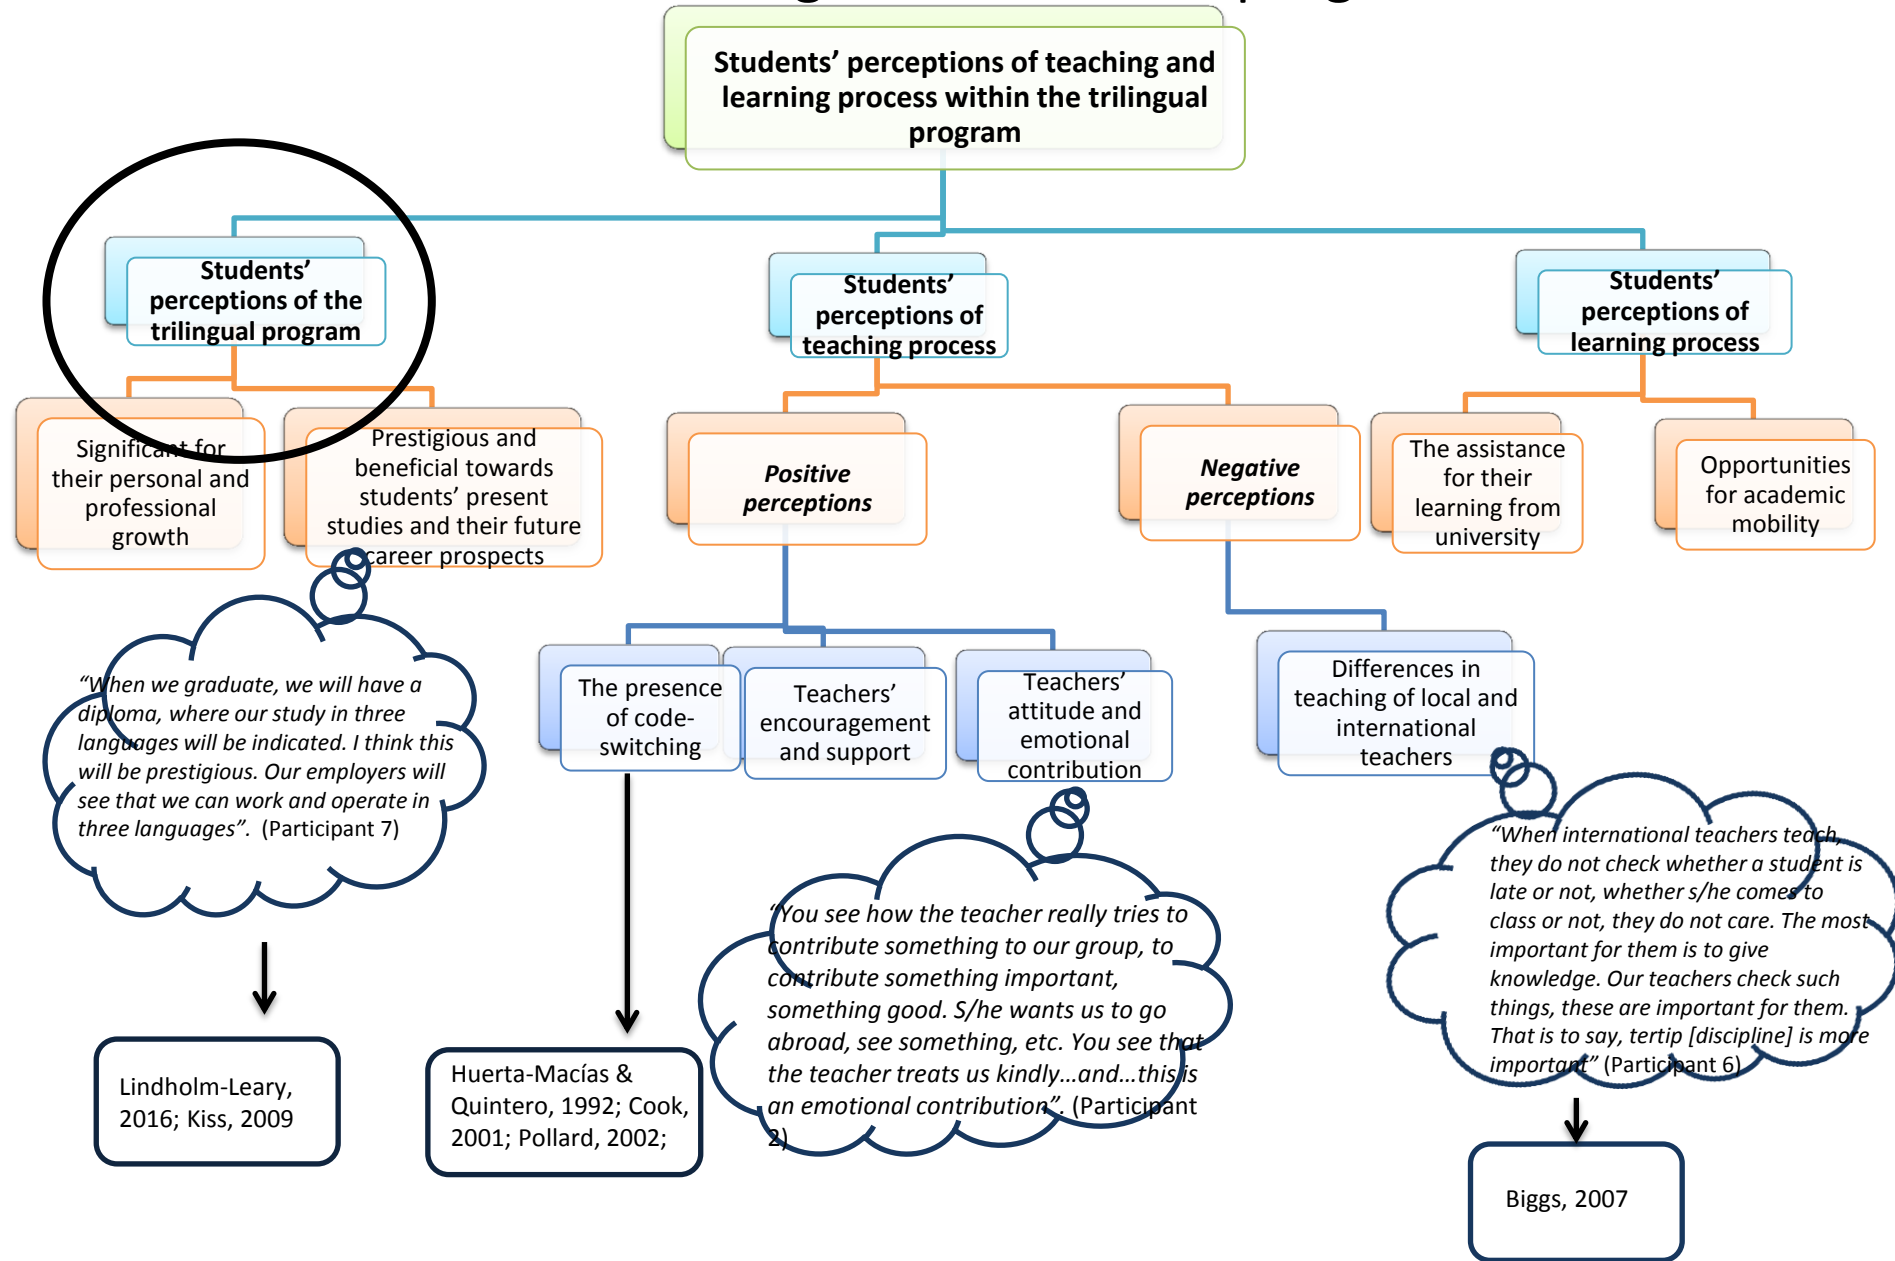 Students’ perceptions of teaching and
learning process within the trilingual
program
Students’
perceptions of the
trilingual program
Students’
perceptions of
teaching process
Students’
perceptions of
learning process
Significant for
their personal and
professional
growth
Prestigious and
beneficial towards
students’ present
studies and their future
career prospects
Positive
perceptions
Negative
perceptions
The assistance
for their
learning from
university
Opportunities
for academic
mobility
The presence
of code-
switching
Teachers’
encouragement
and support
Teachers’
attitude and
emotional
contribution
Differences in
teaching of local and
international
teachers
“When we graduate, we will have a
diploma, where our study in three
languages will be indicated. I think this
will be prestigious. Our employers will
see that we can work and operate in
three languages”. (Participant 7)
“You see how the teacher really tries to
contribute something to our group, to
contribute something important,
something good. S/he wants us to go
abroad, see something, etc. You see that
the teacher treats us kindly…and…this is
an emotional contribution”. (Participant
2)
“When international teachers teach,
they do not check whether a student is
late or not, whether s/he comes to
class or not, they do not care. The most
important for them is to give
knowledge. Our teachers check such
things, these are important for them.
That is to say, tertip [discipline] is more
important” (Participant 6)
Lindholm-Leary,
2016; Kiss, 2009
Huerta-Macías &
Quintero, 1992; Cook,
2001; Pollard, 2002;
Biggs, 2007